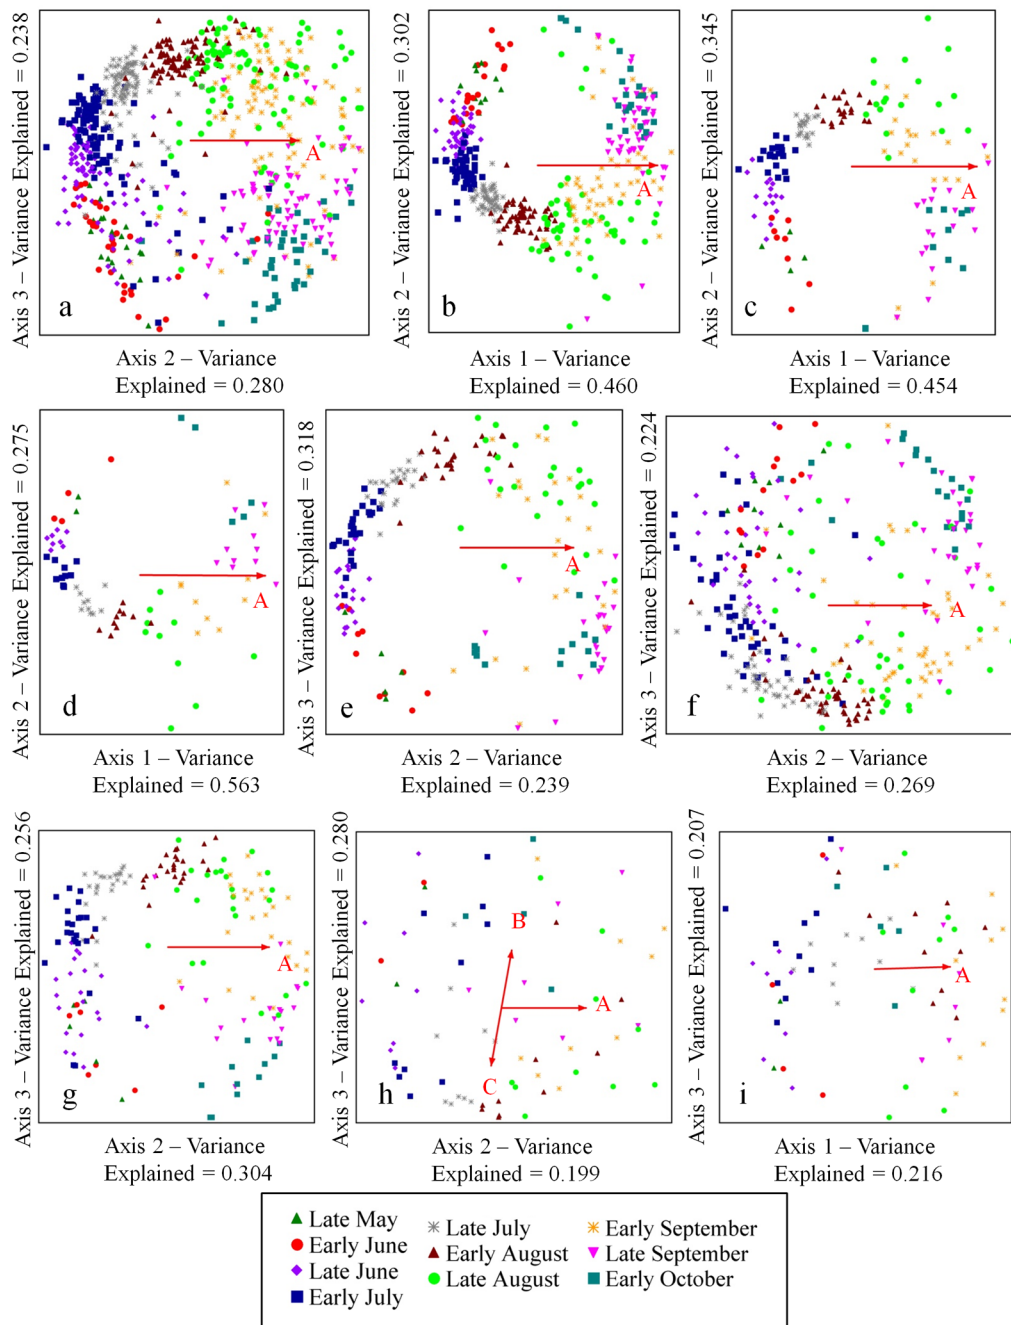 Axis 3 – Variance Explained = 0.238
A
a
Axis 2 – Variance
Explained = 0.280
Axis 2 – Variance Explained = 0.302
A
b
Axis 1 – Variance
Explained = 0.460
Axis 2 – Variance Explained = 0.345
A
c
Axis 1 – Variance
Explained = 0.454
Axis 2 – Variance Explained = 0.275
A
d
Axis 1 – Variance
Explained = 0.563
Axis 3 – Variance Explained = 0.318
A
e
Axis 2 – Variance
Explained = 0.239
Axis 3 – Variance Explained = 0.224
A
f
Axis 2 – Variance
Explained = 0.269
Axis 3 – Variance Explained = 0.256
A
g
Axis 2 – Variance
Explained = 0.304
Axis 3 – Variance Explained = 0.280
B
A
C
h
Axis 2 – Variance
Explained = 0.199
Axis 3 – Variance Explained = 0.207
A
i
Axis 1 – Variance
Explained = 0.216
Late May
Early June
Late June
Early July
Late July
Early August
Late August
Early September
Late September
Early October